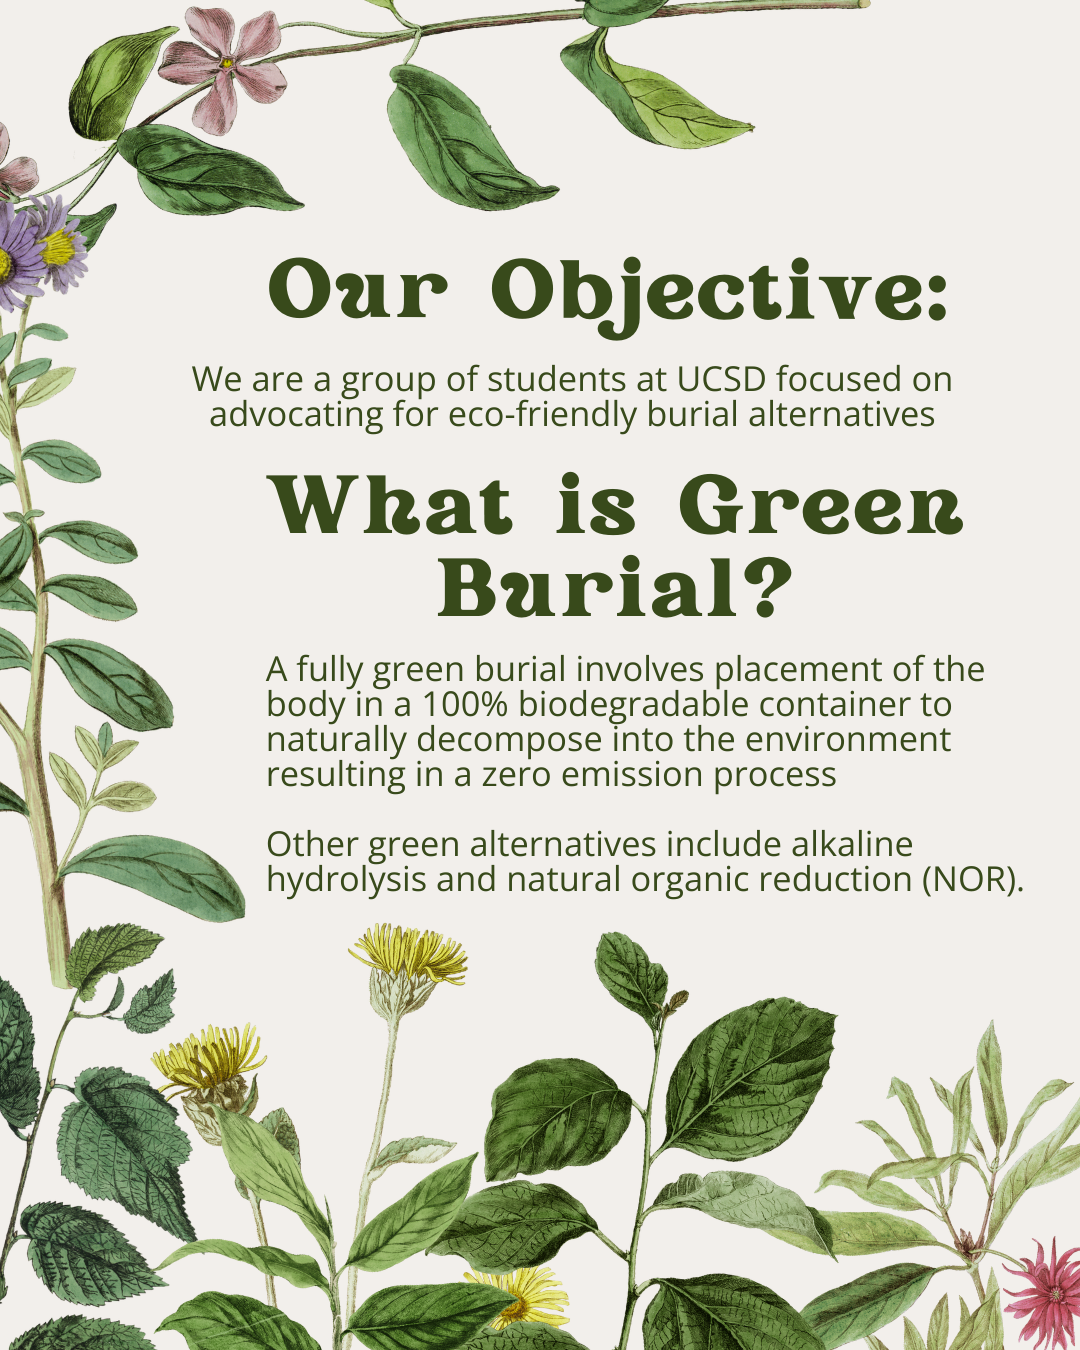 Our Objective:
We are a group of students at UCSD focused on
advocating for eco-friendly burial alternatives
What is Green
Burial?
A fully green burial involves placement of the
body in a 100% biodegradable container to
naturally decompose into the environment
resulting in a zero emission process
Other green alternatives include alkaline
hydrolysis and natural organic reduction (NOR).